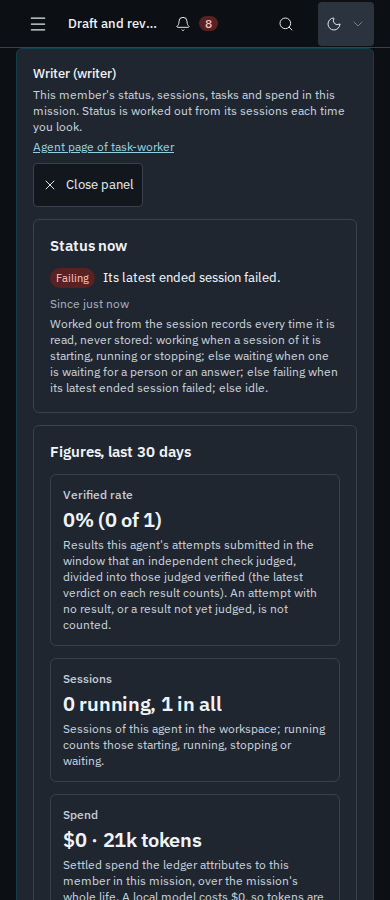 Draft and rev...
8
Writer (writer)
This member's status, sessions, tasks and spend in this
mission. Status is worked out from its sessions each time
you look.
Agent page of task-worker
Close panel
Status now
Failing
Its latest ended session failed.
Since just now
Worked out from the session records every time it is
read, never stored: working when a session of it is
starting, running or stopping; else waiting when one
is waiting for a person or an answer; else failing when
its latest ended session failed; else idle.
Figures, last 30 days
Verified rate
0% (0 of 1)
Results this agent's attempts submitted in the
window that an independent check judged,
divided into those judged verified (the latest
verdict on each result counts). An attempt with
no result, or a result not yet judged, is not
counted.
Sessions
0 running, 1 in all
Sessions of this agent in the workspace; running
counts those starting, running, stopping or
waiting.
Spend
$0 · 21k tokens
Settled spend the ledger attributes to this
member in this mission, over the mission's
whole life. A local model costs $0, so tokens are